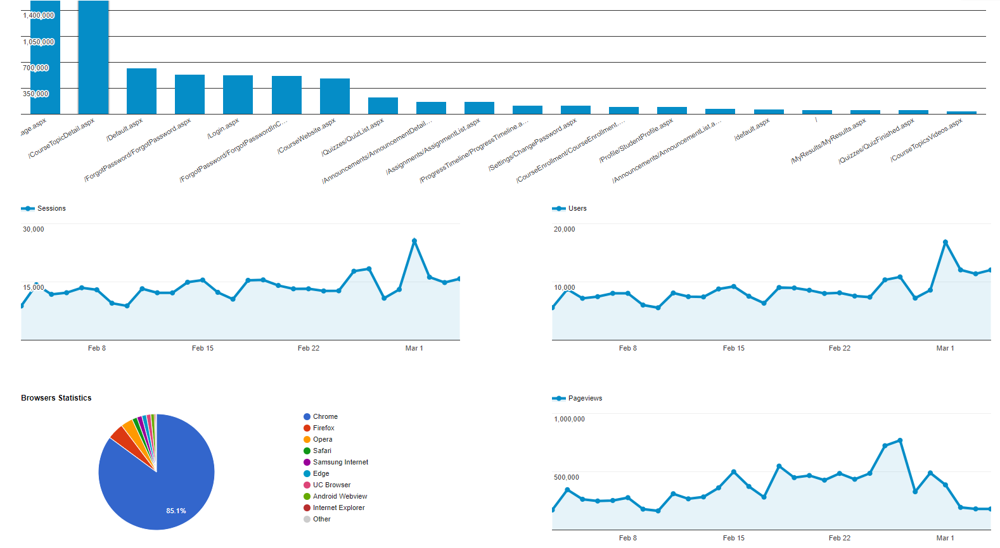 1,400,000
1,050,000
700,000
350,000
age.aspx
/CourseTopicDetail.aspx
/Default.aspx
/ForgotPassword/ForgotPassword.aspx
/Login.aspx
/ForgotPassword/ForgotPasswordInC...
/CourseWebsite.aspx
/Quizzes/QuizList.aspx
/Announcements/AnnouncementDetail...
/Assignments/AssignmentList.aspx
/ProgressTimeline/ProgressTimeline.a...
/Settings/ChangePassword.aspx
/CourseEnrollment/CourseEnrollment....
/Profile/StudentProfile.aspx
/Announcements/AnnouncementList.a...
/default.aspx
/
/MyResults/MyResults.aspx
/Quizzes/QuizFinished.aspx
/CourseTopicsVideos.aspx
Sessions
30,000
15,000
Feb 8 Feb 15 Feb 22 Mar 1
Users
20,000
10,000
Feb 8 Feb 15 Feb 22 Mar 1
Browsers Statistics
85.1%
Chrome
Firefox
Opera
Safari
Samsung Internet
Edge
UC Browser
Android Webview
Internet Explorer
Other
Pageviews
1,000,000
500,000
Feb 8 Feb 15 Feb 22 Mar 1